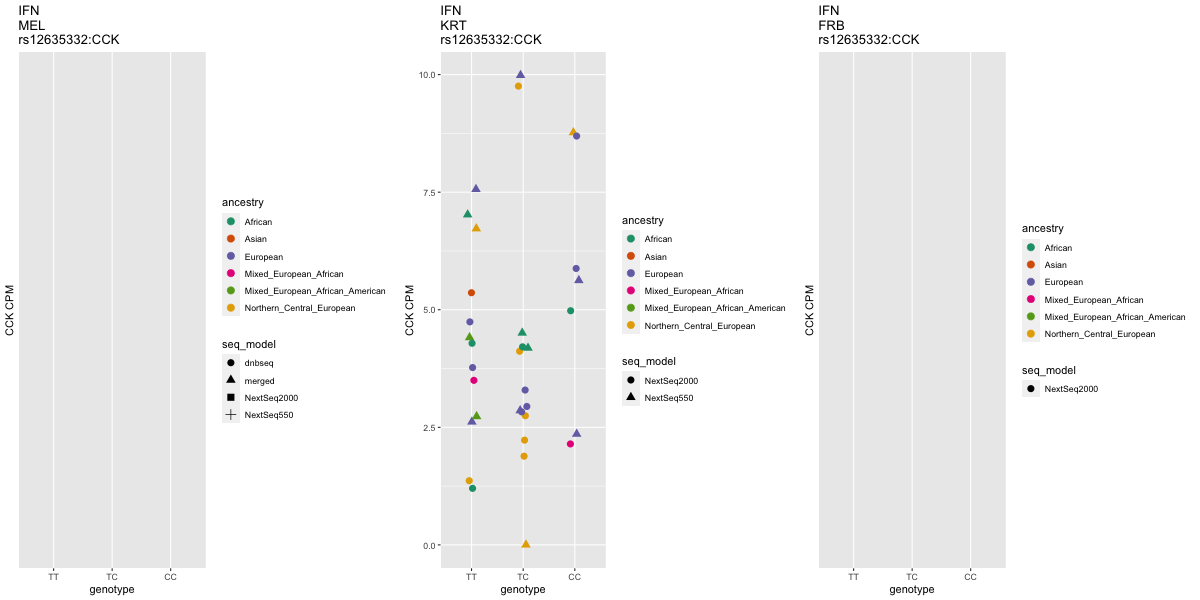 IFN
MEL
rs12635332:CCK
CCK CPM
TT
TC
CC
genotype
ancestry
African
Asian
European
Mixed_European_African
Mixed_European_African_American
Northern_Central_European
seq_model
dnbseq
merged
NextSeq2000
NextSeq550
IFN
KRT
rs12635332:CCK
CCK CPM
10.0
7.5
5.0
2.5
0.0
TT
TC
CC
genotype
ancestry
African
Asian
European
Mixed_European_African
Mixed_European_African_American
Northern_Central_European
seq_model
NextSeq2000
NextSeq550
IFN
FRB
rs12635332:CCK
CCK CPM
TT
TC
CC
genotype
ancestry
African
Asian
European
Mixed_European_African
Mixed_European_African_American
Northern_Central_European
seq_model
NextSeq2000